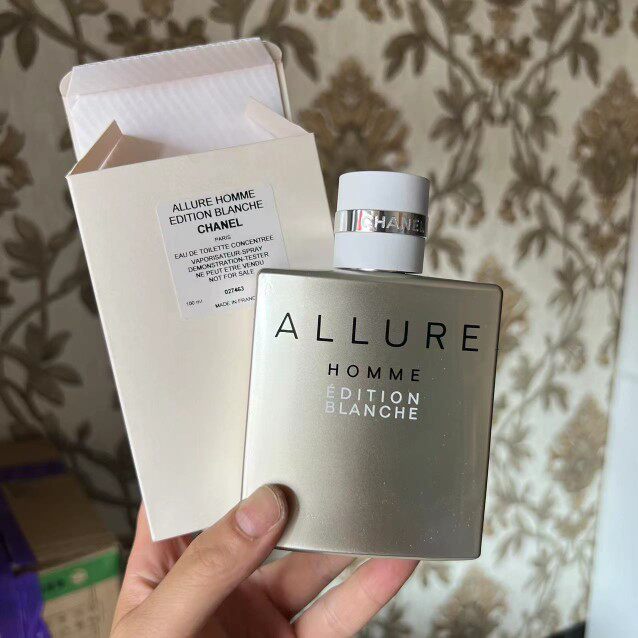 ALLURE HOMME
EDITION BLANCHE
CHANEL
PARIS
EAU DE TOILETTE CONCENTREE
VAPORISATEUR-SPRAY
DEMONSTRATION-TESTER
NE PEUT ETRE VENDU
NOT FOR SALE
027463
100 ml
MADE IN FRANCE
CHANEL
ALLURE
HOMME
ÉDITION
BLANCHE